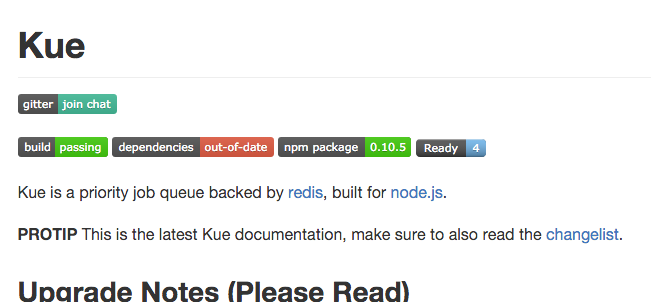 Kue
gitter join chat
build passing dependencies out-of-date npm package 0.10.5 Ready 4
Kue is a priority job queue backed by redis, built for node.js.
PROTIP This is the latest Kue documentation, make sure to also read the changelist.
Upgrade Notes (Please Read)